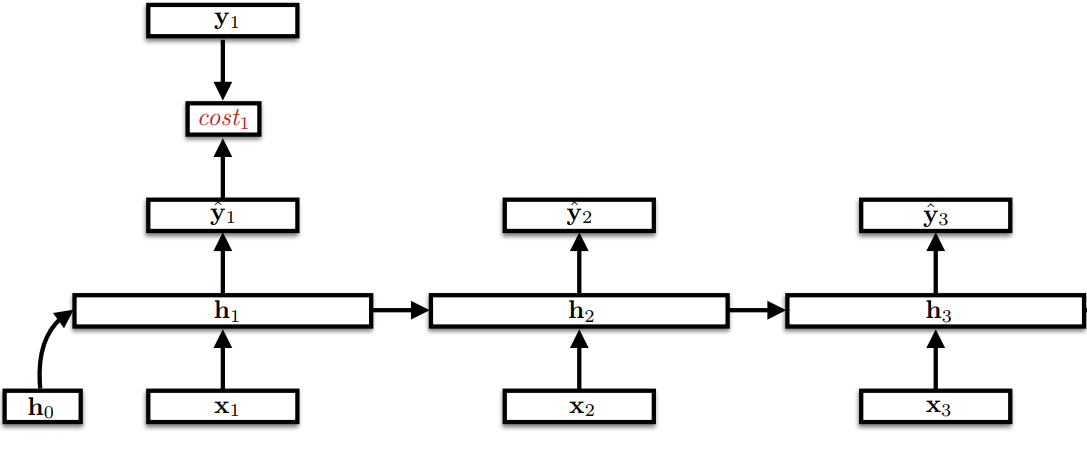 y₁
cost₁
ŷ₁ ŷ₂ ŷ₃
h₁ h₂ h₃
h₀ x₁ x₂ x₃